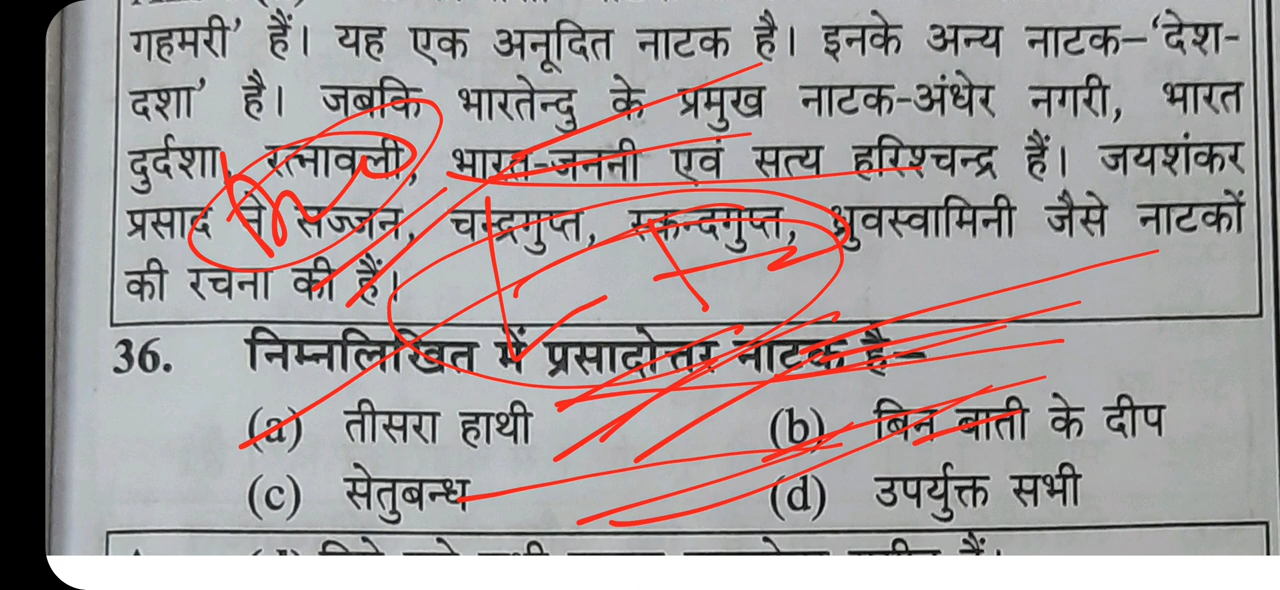 गहमरी’ हैं। यह एक अनूदित नाटक है। इनके अन्य नाटक–‘देश-
दशा’ है। जबकि भारतेन्दु के प्रमुख नाटक-अंधेर नगरी, भारत
दुर्दशा, रत्नावली, भारत-जननी एवं सत्य हरिश्चन्द्र हैं। जयशंकर
प्रसाद ने सज्जन, चन्द्रगुप्त, स्कन्दगुप्त, ध्रुवस्वामिनी जैसे नाटकों
की रचना की हैं।
36. निम्नलिखित में प्रसादोत्तर नाटक है–
(a) तीसरा हाथी (b) बिन बाती के दीप
(c) सेतुबन्ध (d) उपर्युक्त सभी